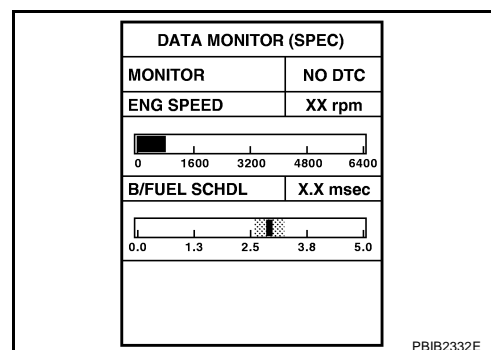 DATA MONITOR (SPEC)
MONITOR NO DTC
ENG SPEED XX rpm
0 1600 3200 4800 6400
B/FUEL SCHDL X.X msec
0.0 1.3 2.5 3.8 5.0
PBIB2332E